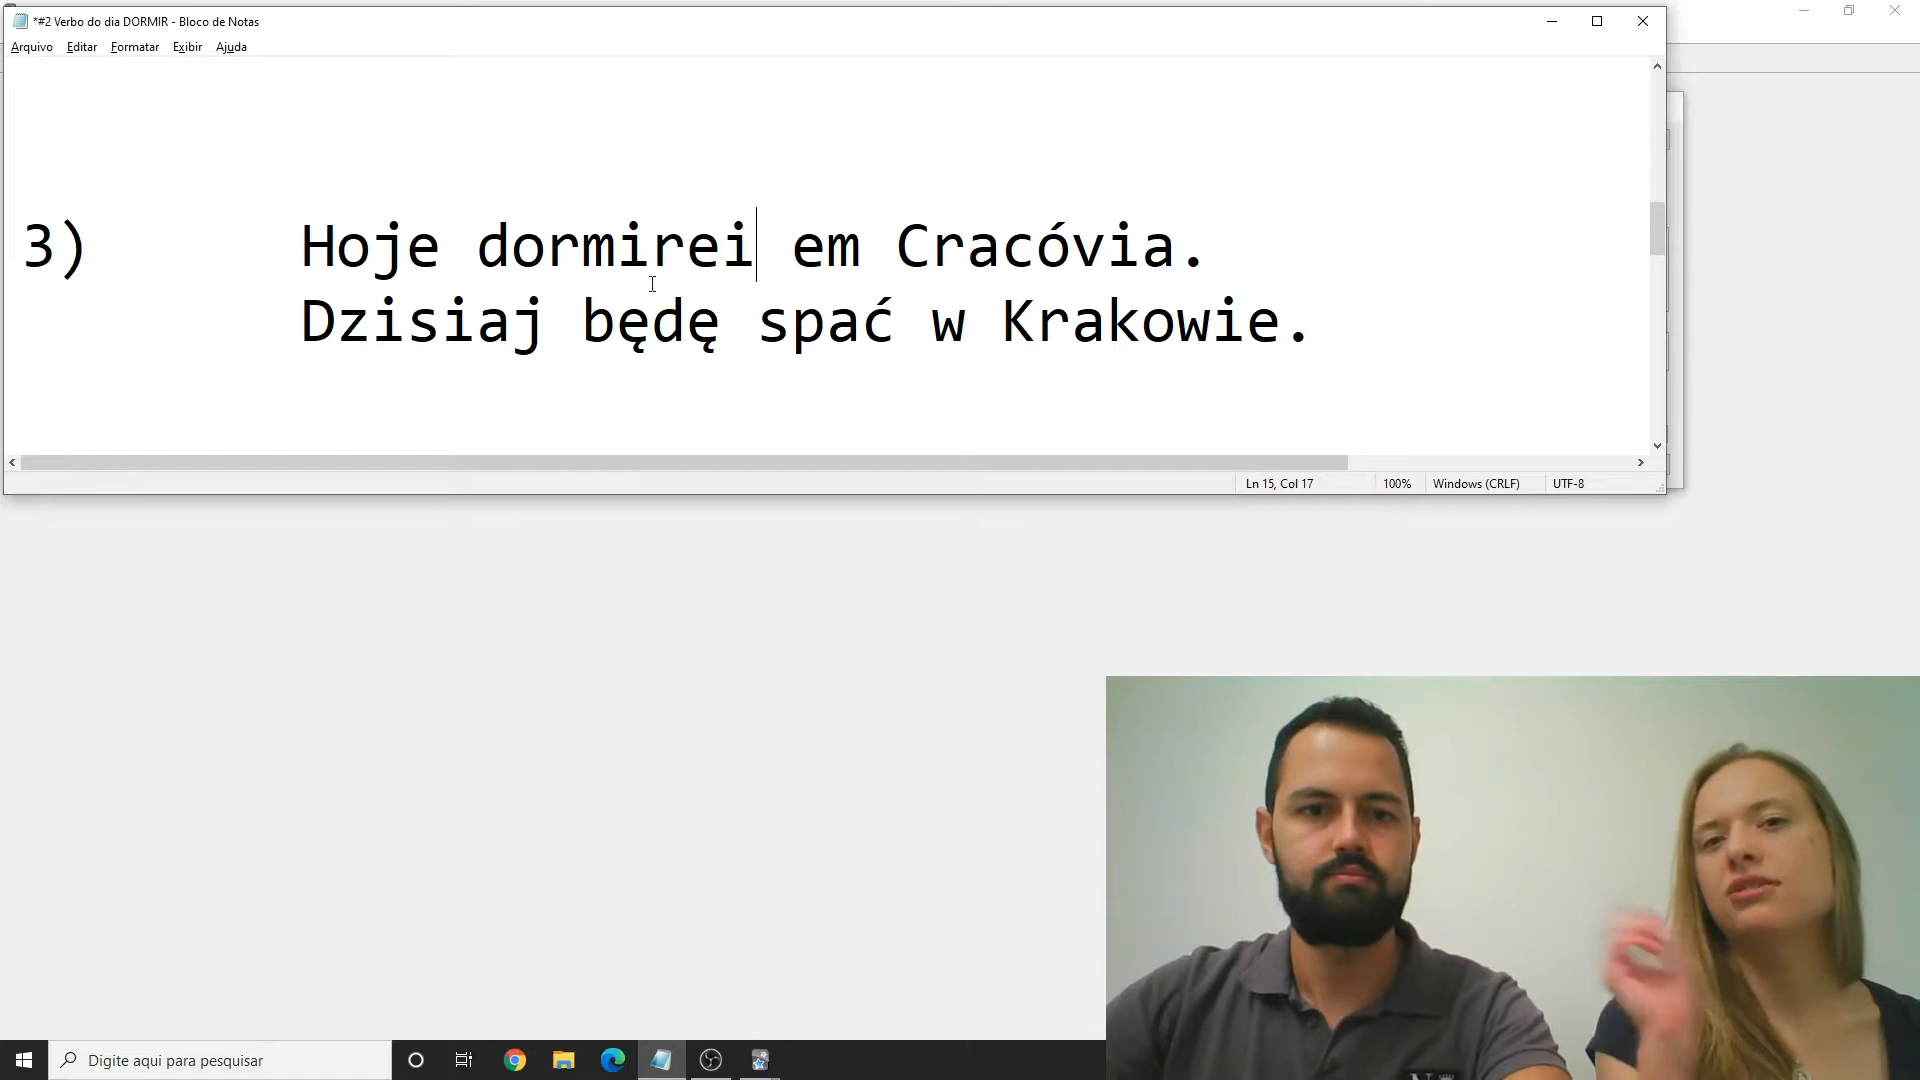 *#2 Verbo do dia DORMIR - Bloco de Notas
Arquivo Editar Formatar Exibir Ajuda
3) Hoje dormirei em Cracóvia.
Dzisiaj będę spać w Krakowie.
Ln 15, Col 17 100% Windows (CRLF) UTF-8
Digite aqui para pesquisar